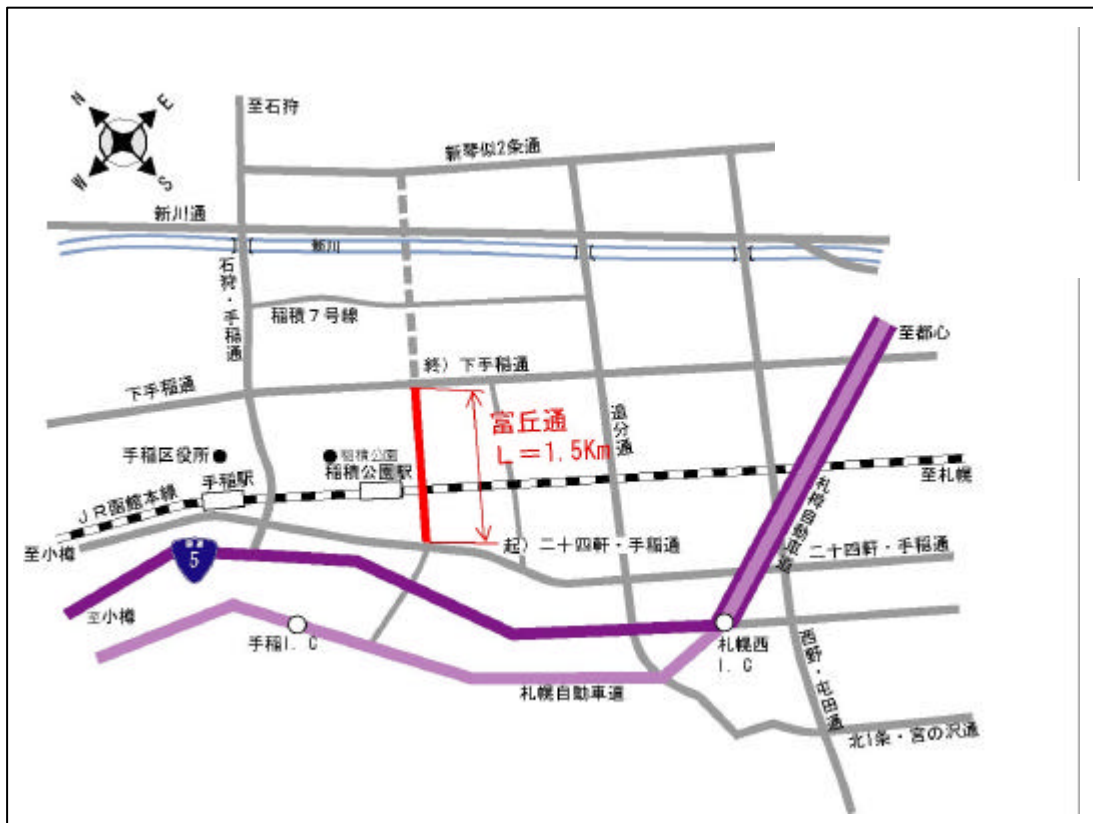 N
E
W
S
至石狩
新琴似2条通
新川通
新川
石狩・手稲通
稲積7号線
至都心
終)下手稲通
下手稲通
富丘通
L=1.5Km
追分通
手稲区役所
稲積公園
稲積公園駅
手稲駅
JR函館本線
至札幌
札樽自動車道
至小樽
起)二十四軒・手稲通
二十四軒・手稲通
5
至小樽
手稲I.C
札幌西
I.C
西野・屯田通
札幌自動車道
北1条・宮の沢通